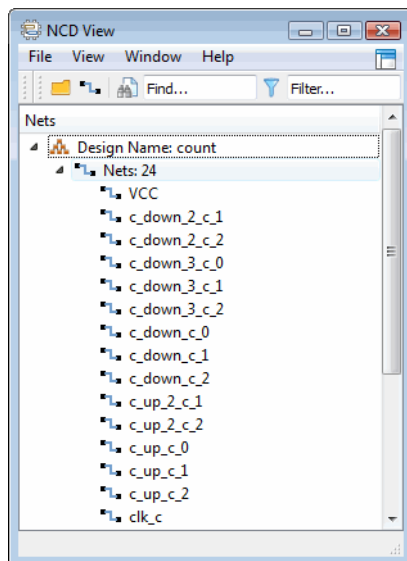 NCD View
File View Window Help
Find... Filter...
Nets
Design Name: count
Nets: 24
VCC
c_down_2_c_1
c_down_2_c_2
c_down_3_c_0
c_down_3_c_1
c_down_3_c_2
c_down_c_0
c_down_c_1
c_down_c_2
c_up_2_c_1
c_up_2_c_2
c_up_c_0
c_up_c_1
c_up_c_2
clk_c